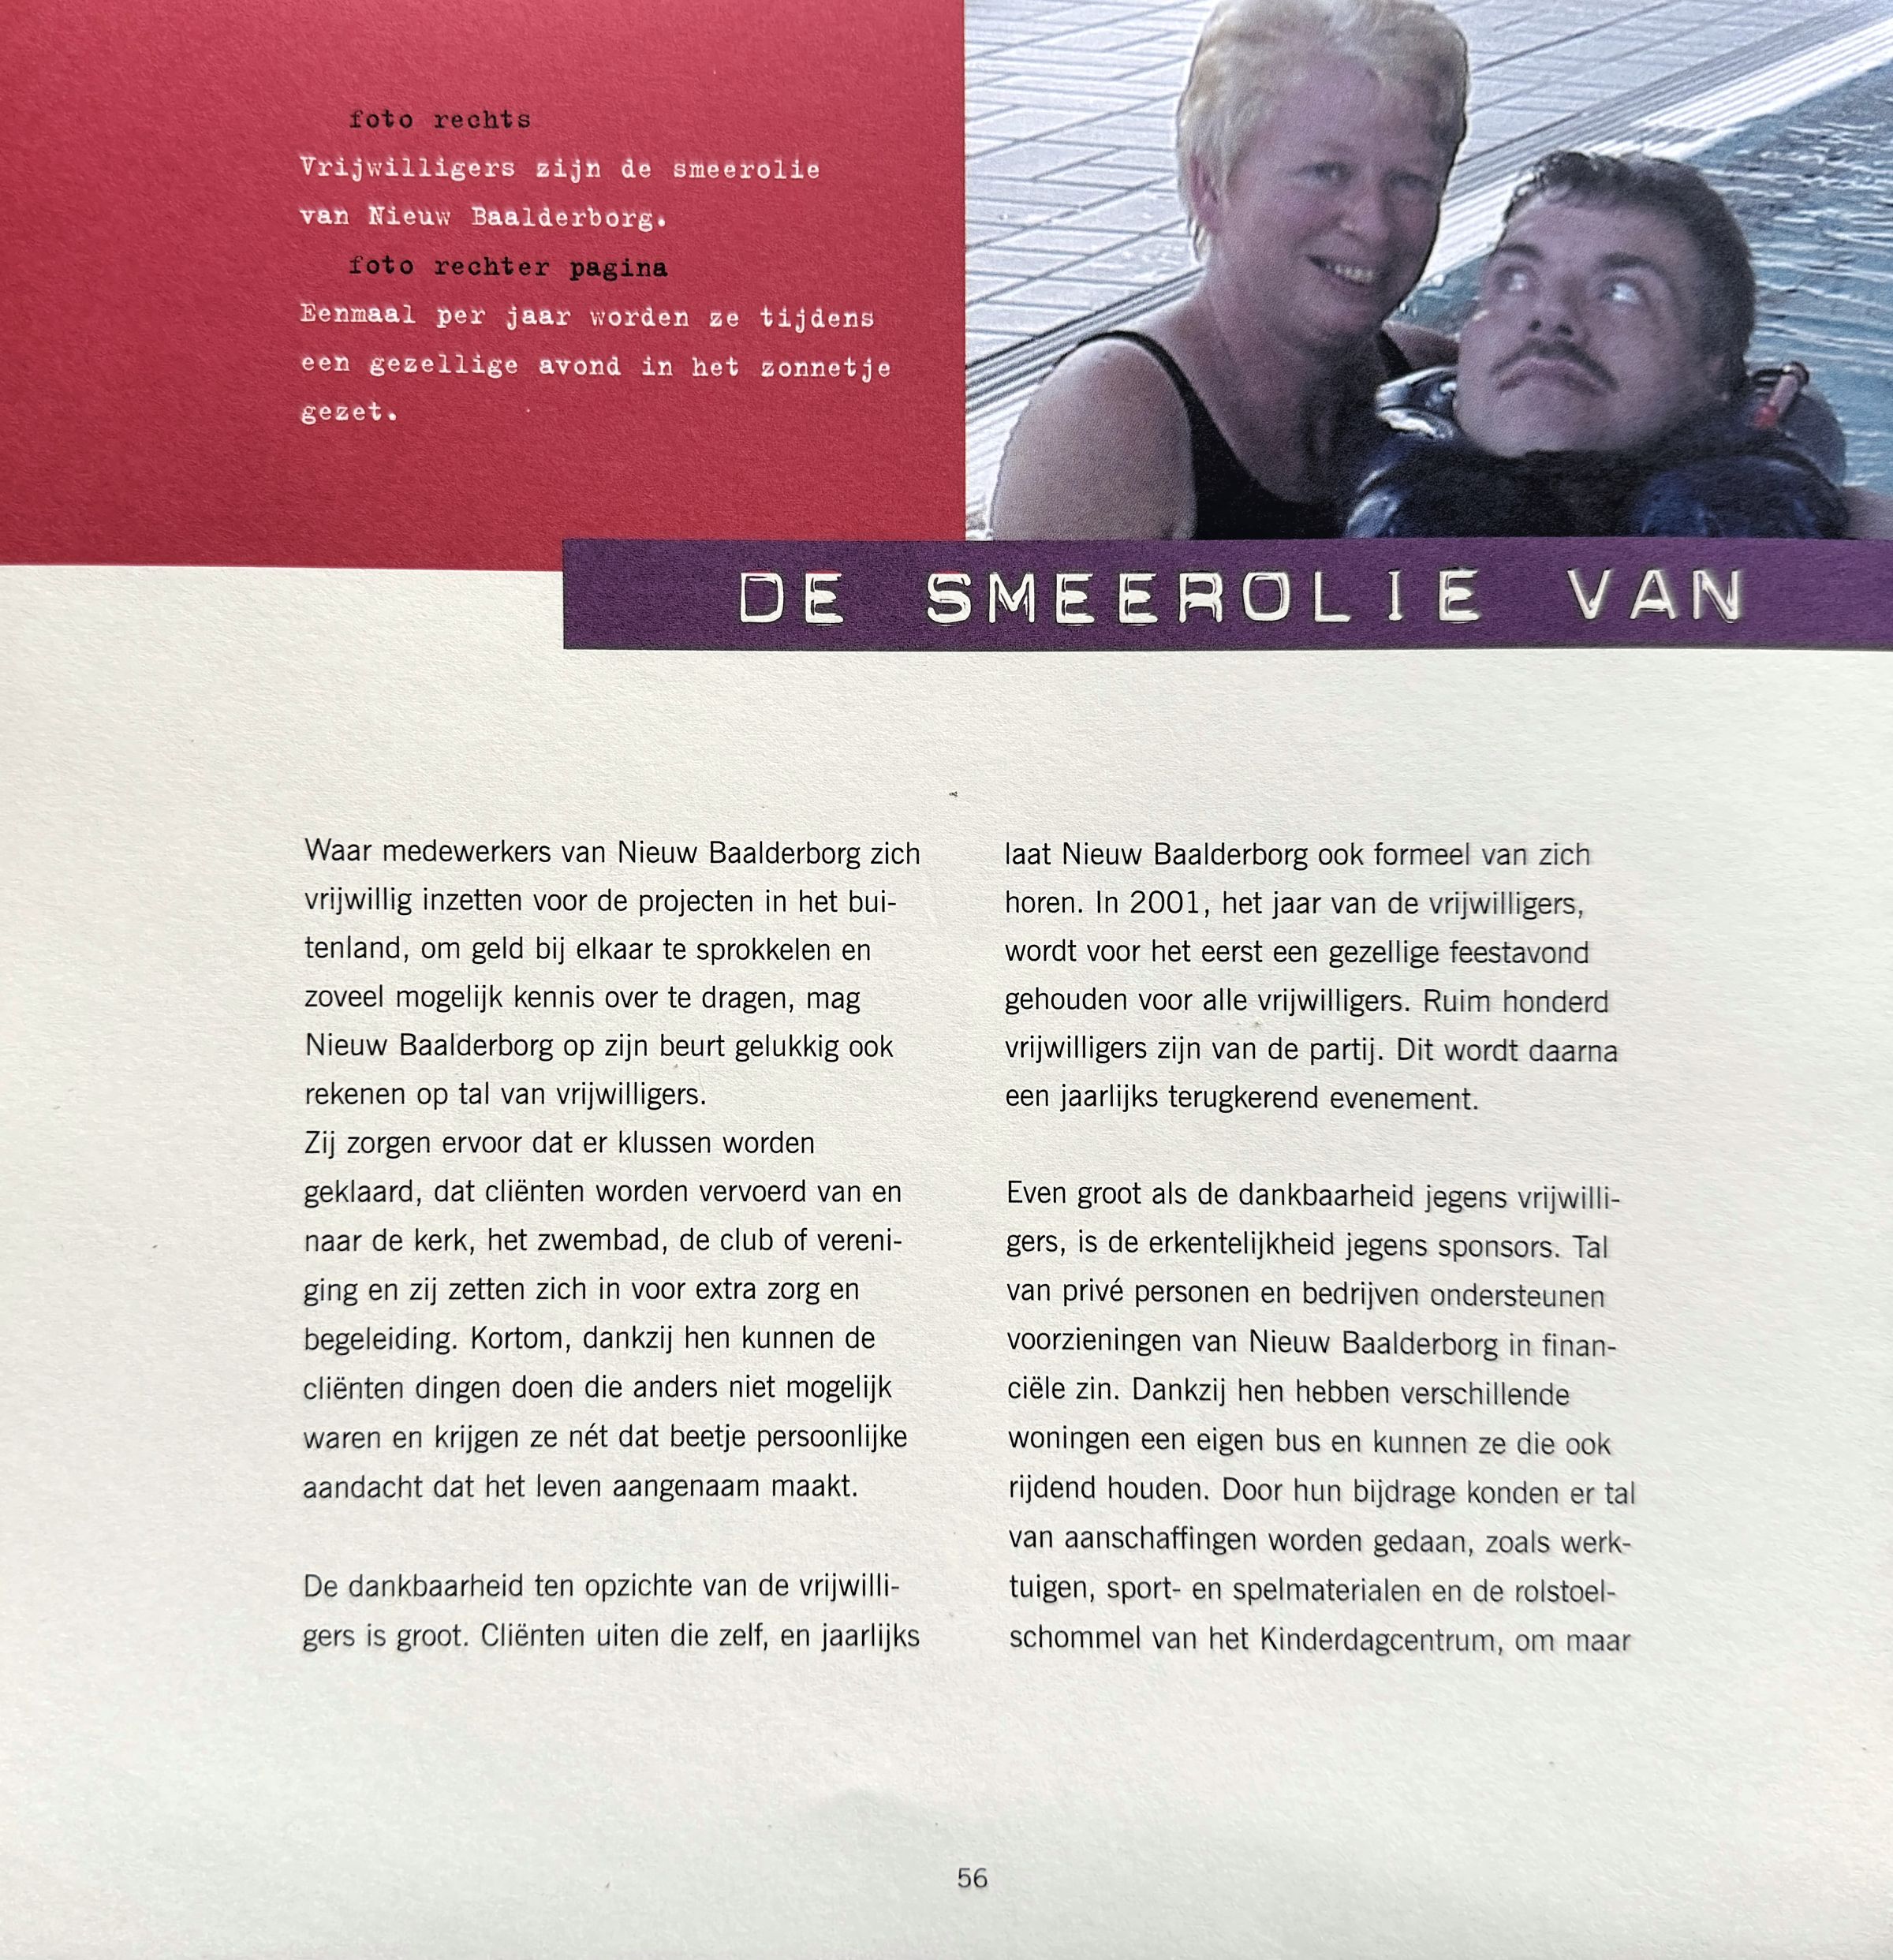 foto rechts
Vrijwilligers zijn de smeerolie
van Nieuw Baalderborg.
foto rechter pagina
Eenmaal per jaar worden ze tijdens
een gezellige avond in het zonnetje
gezet.
DE SMEEROLIE VAN
Waar medewerkers van Nieuw Baalderborg zich
vrijwillig inzetten voor de projecten in het bui-
tenland, om geld bij elkaar te sprokkelen en
zoveel mogelijk kennis over te dragen, mag
Nieuw Baalderborg op zijn beurt gelukkig ook
rekenen op tal van vrijwilligers.
Zij zorgen ervoor dat er klussen worden
geklaard, dat cliënten worden vervoerd van en
naar de kerk, het zwembad, de club of vereni-
ging en zij zetten zich in voor extra zorg en
begeleiding. Kortom, dankzij hen kunnen de
cliënten dingen doen die anders niet mogelijk
waren en krijgen ze nét dat beetje persoonlijke
aandacht dat het leven aangenaam maakt.
De dankbaarheid ten opzichte van de vrijwilli-
gers is groot. Cliënten uiten die zelf, en jaarlijks
laat Nieuw Baalderborg ook formeel van zich
horen. In 2001, het jaar van de vrijwilligers,
wordt voor het eerst een gezellige feestavond
gehouden voor alle vrijwilligers. Ruim honderd
vrijwilligers zijn van de partij. Dit wordt daarna
een jaarlijks terugkerend evenement.
Even groot als de dankbaarheid jegens vrijwilli-
gers, is de erkentelijkheid jegens sponsors. Tal
van privé personen en bedrijven ondersteunen
voorzieningen van Nieuw Baalderborg in finan-
ciële zin. Dankzij hen hebben verschillende
woningen een eigen bus en kunnen ze die ook
rijdend houden. Door hun bijdrage konden er tal
van aanschaffingen worden gedaan, zoals werk-
tuigen, sport- en spelmaterialen en de rolstoel-
schommel van het Kinderdagcentrum, om maar
56